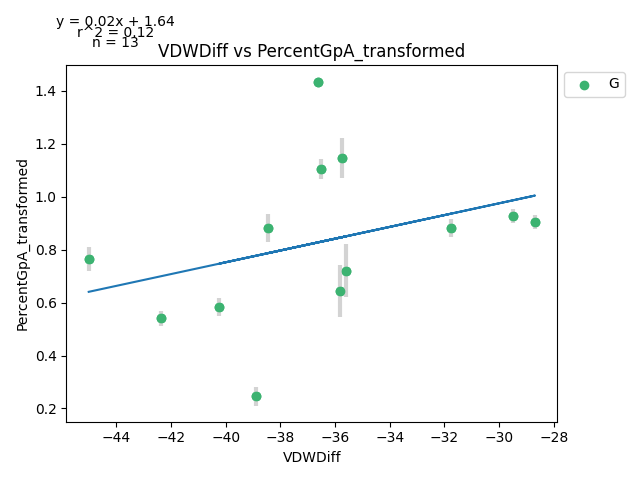 y = 0.02x + 1.64
r^2 = 0.12
n = 13
VDWDiff vs PercentGpA_transformed
G
PercentGpA_transformed
1.4
1.2
1.0
0.8
0.6
0.4
0.2
−44 −42 −40 −38 −36 −34 −32 −30 −28
VDWDiff